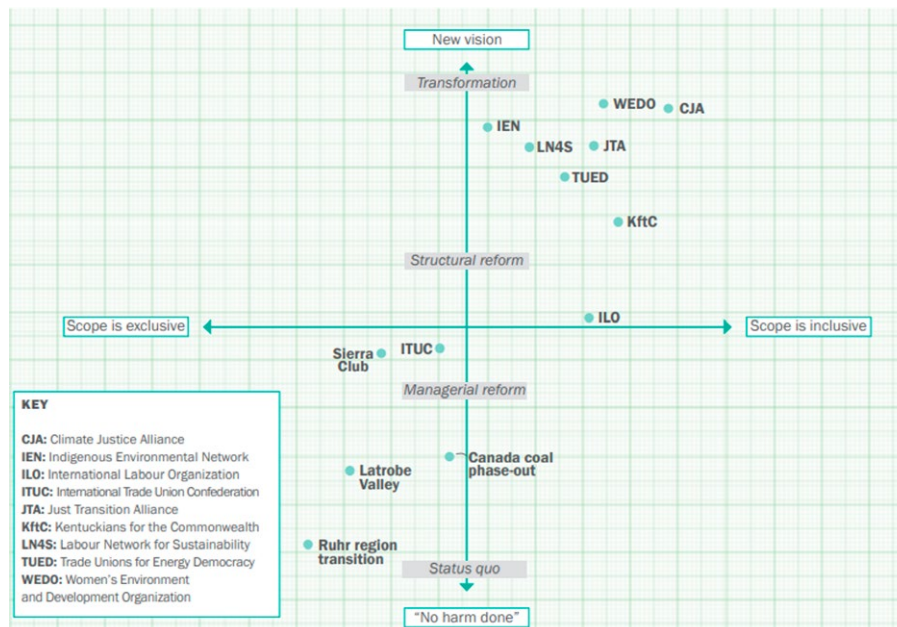 New vision
Transformation
WEDO
CJA
IEN
LN4S
JTA
TUED
KftC
Structural reform
ILO
Scope is exclusive
Scope is inclusive
ITUC
Sierra
Club
Managerial reform
KEY
CJA: Climate Justice Alliance
IEN: Indigenous Environmental Network
ILO: International Labour Organization
ITUC: International Trade Union Confederation
JTA: Just Transition Alliance
KftC: Kentuckians for the Commonwealth
LN4S: Labour Network for Sustainability
TUED: Trade Unions for Energy Democracy
WEDO: Women's Environment
and Development Organization
Canada coal
phase-out
Latrobe
Valley
Ruhr region
transition
Status quo
"No harm done"